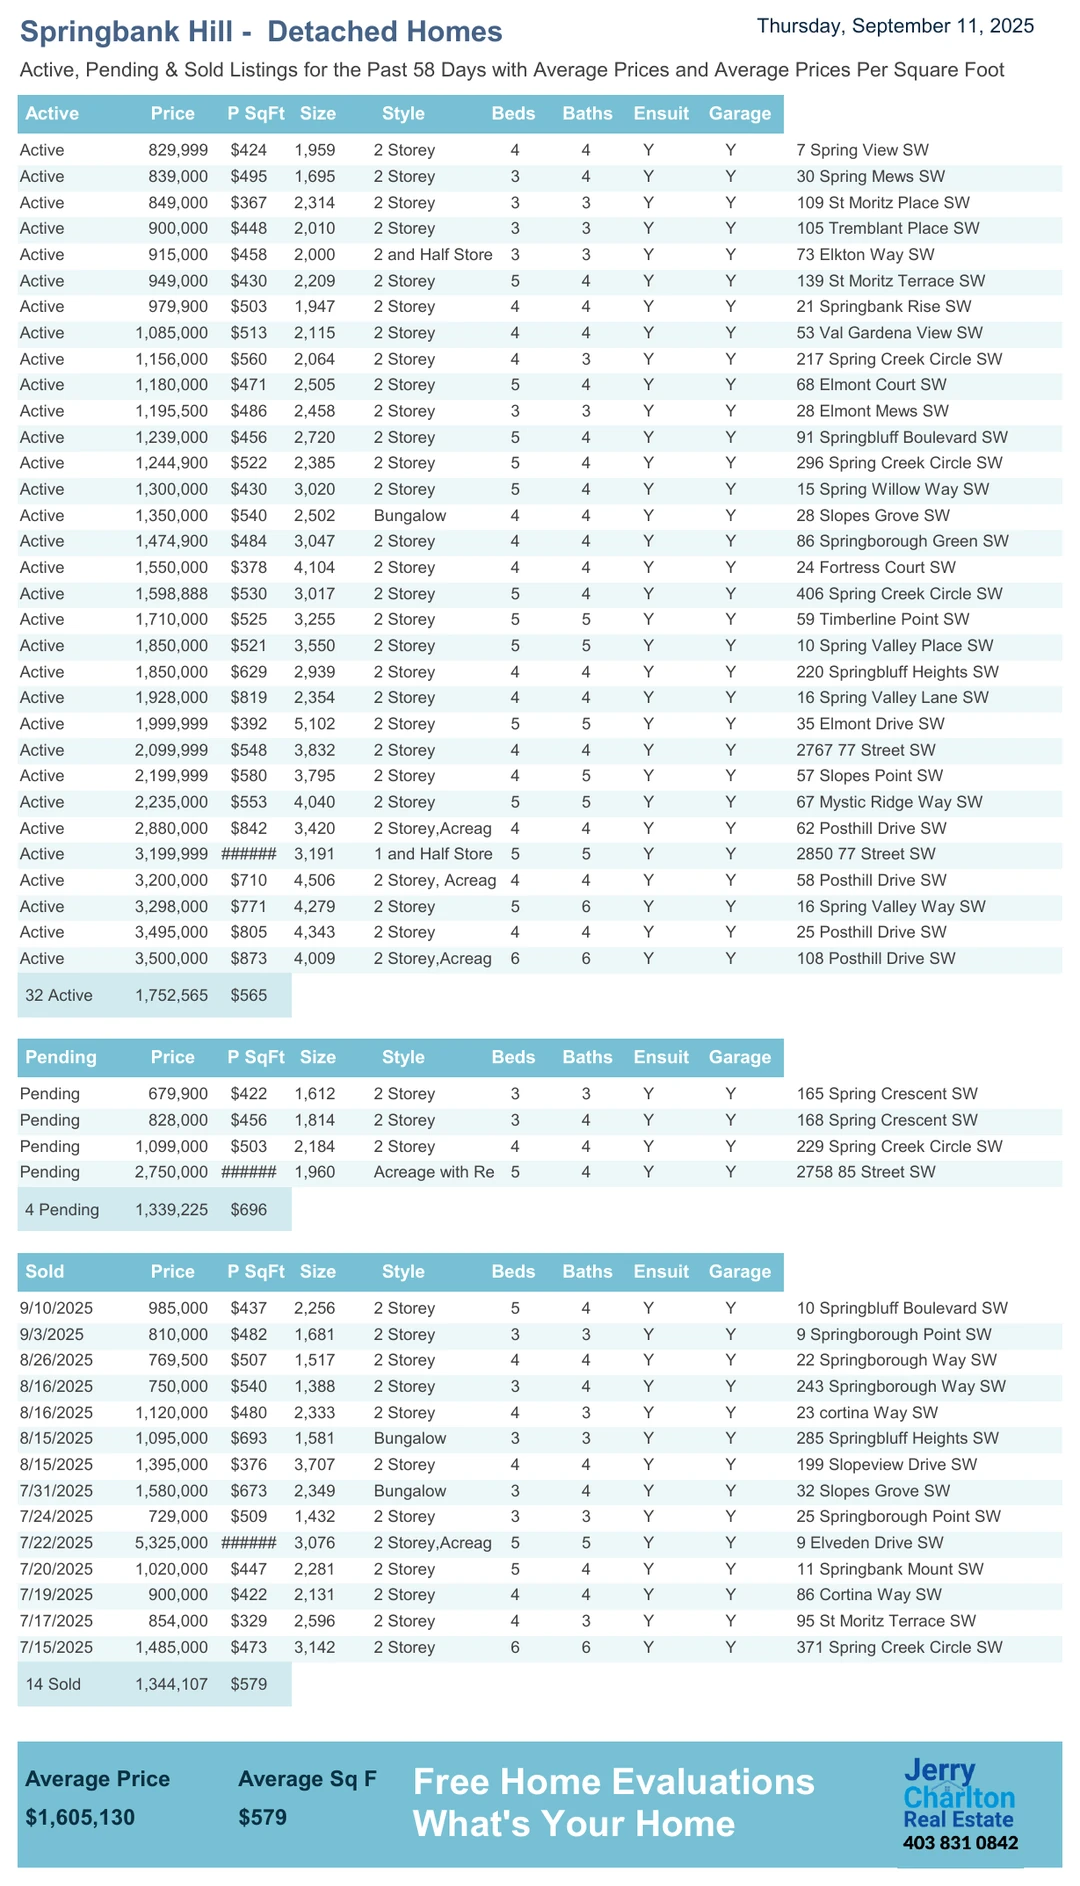 Springbank Hill - Detached Homes
Thursday, September 11, 2025
Active, Pending & Sold Listings for the Past 58 Days with Average Prices and Average Prices Per Square Foot
Active Price P SqFt Size Style Beds Baths Ensuit Garage
Active 829,999 $424 1,959 2 Storey 4 4 Y Y 7 Spring View SW
Active 839,000 $495 1,695 2 Storey 3 4 Y Y 30 Spring Mews SW
Active 849,000 $367 2,314 2 Storey 3 3 Y Y 109 St Moritz Place SW
Active 900,000 $448 2,010 2 Storey 3 3 Y Y 105 Tremblant Place SW
Active 915,000 $458 2,000 2 and Half Store 3 3 Y Y 73 Elkton Way SW
Active 949,000 $430 2,209 2 Storey 5 4 Y Y 139 St Moritz Terrace SW
Active 979,900 $503 1,947 2 Storey 4 4 Y Y 21 Springbank Rise SW
Active 1,085,000 $513 2,115 2 Storey 4 4 Y Y 53 Val Gardena View SW
Active 1,156,000 $560 2,064 2 Storey 4 3 Y Y 217 Spring Creek Circle SW
Active 1,180,000 $471 2,505 2 Storey 5 4 Y Y 68 Elmont Court SW
Active 1,195,500 $486 2,458 2 Storey 3 3 Y Y 28 Elmont Mews SW
Active 1,239,000 $456 2,720 2 Storey 5 4 Y Y 91 Springbluff Boulevard SW
Active 1,244,900 $522 2,385 2 Storey 5 4 Y Y 296 Spring Creek Circle SW
Active 1,300,000 $430 3,020 2 Storey 5 4 Y Y 15 Spring Willow Way SW
Active 1,350,000 $540 2,502 Bungalow 4 4 Y Y 28 Slopes Grove SW
Active 1,474,900 $484 3,047 2 Storey 4 4 Y Y 86 Springborough Green SW
Active 1,550,000 $378 4,104 2 Storey 4 4 Y Y 24 Fortress Court SW
Active 1,598,888 $530 3,017 2 Storey 5 4 Y Y 406 Spring Creek Circle SW
Active 1,710,000 $525 3,255 2 Storey 5 5 Y Y 59 Timberline Point SW
Active 1,850,000 $521 3,550 2 Storey 5 5 Y Y 10 Spring Valley Place SW
Active 1,850,000 $629 2,939 2 Storey 4 4 Y Y 220 Springbluff Heights SW
Active 1,928,000 $819 2,354 2 Storey 4 4 Y Y 16 Spring Valley Lane SW
Active 1,999,999 $392 5,102 2 Storey 5 5 Y Y 35 Elmont Drive SW
Active 2,099,999 $548 3,832 2 Storey 4 4 Y Y 2767 77 Street SW
Active 2,199,999 $580 3,795 2 Storey 4 5 Y Y 57 Slopes Point SW
Active 2,235,000 $553 4,040 2 Storey 5 5 Y Y 67 Mystic Ridge Way SW
Active 2,880,000 $842 3,420 2 Storey,Acreag 4 4 Y Y 62 Posthill Drive SW
Active 3,199,999 ###### 3,191 1 and Half Store 5 5 Y Y 2850 77 Street SW
Active 3,200,000 $710 4,506 2 Storey, Acreag 4 4 Y Y 58 Posthill Drive SW
Active 3,298,000 $771 4,279 2 Storey 5 6 Y Y 16 Spring Valley Way SW
Active 3,495,000 $805 4,343 2 Storey 4 4 Y Y 25 Posthill Drive SW
Active 3,500,000 $873 4,009 2 Storey,Acreag 6 6 Y Y 108 Posthill Drive SW
32 Active 1,752,565 $565
Pending Price P SqFt Size Style Beds Baths Ensuit Garage
Pending 679,900 $422 1,612 2 Storey 3 3 Y Y 165 Spring Crescent SW
Pending 828,000 $456 1,814 2 Storey 3 4 Y Y 168 Spring Crescent SW
Pending 1,099,000 $503 2,184 2 Storey 4 4 Y Y 229 Spring Creek Circle SW
Pending 2,750,000 ###### 1,960 Acreage with Re 5 4 Y Y 2758 85 Street SW
4 Pending 1,339,225 $696
Sold Price P SqFt Size Style Beds Baths Ensuit Garage
9/10/2025 985,000 $437 2,256 2 Storey 5 4 Y Y 10 Springbluff Boulevard SW
9/3/2025 810,000 $482 1,681 2 Storey 3 3 Y Y 9 Springborough Point SW
8/26/2025 769,500 $507 1,517 2 Storey 4 4 Y Y 22 Springborough Way SW
8/16/2025 750,000 $540 1,388 2 Storey 3 4 Y Y 243 Springborough Way SW
8/16/2025 1,120,000 $480 2,333 2 Storey 4 3 Y Y 23 cortina Way SW
8/15/2025 1,095,000 $693 1,581 Bungalow 3 3 Y Y 285 Springbluff Heights SW
8/15/2025 1,395,000 $376 3,707 2 Storey 4 4 Y Y 199 Slopeview Drive SW
7/31/2025 1,580,000 $673 2,349 Bungalow 3 4 Y Y 32 Slopes Grove SW
7/24/2025 729,000 $509 1,432 2 Storey 3 3 Y Y 25 Springborough Point SW
7/22/2025 5,325,000 ###### 3,076 2 Storey,Acreag 5 5 Y Y 9 Elveden Drive SW
7/20/2025 1,020,000 $447 2,281 2 Storey 5 4 Y Y 11 Springbank Mount SW
7/19/2025 900,000 $422 2,131 2 Storey 4 4 Y Y 86 Cortina Way SW
7/17/2025 854,000 $329 2,596 2 Storey 4 3 Y Y 95 St Moritz Terrace SW
7/15/2025 1,485,000 $473 3,142 2 Storey 6 6 Y Y 371 Spring Creek Circle SW
14 Sold 1,344,107 $579
Average Price Average Sq F
$1,605,130 $579
Free Home Evaluations
What's Your Home
Jerry
Charlton
Real Estate
403 831 0842